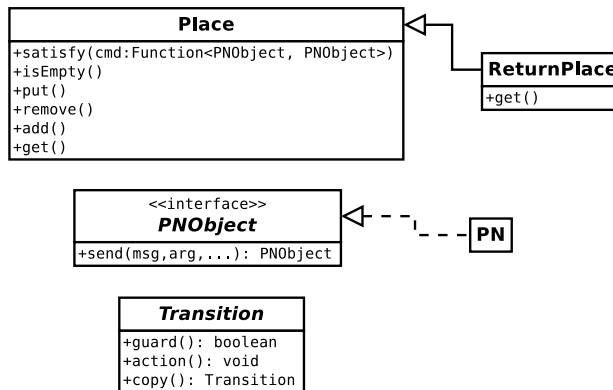 Place
+satisfy(cmd:Function<PNObject, PNObject>)
+isEmpty()
+put()
+remove()
+add()
+get()
ReturnPlace
+get()
<<interface>>
PNObject
+send(msg,arg,...): PNObject
PN
Transition
+guard(): boolean
+action(): void
+copy(): Transition